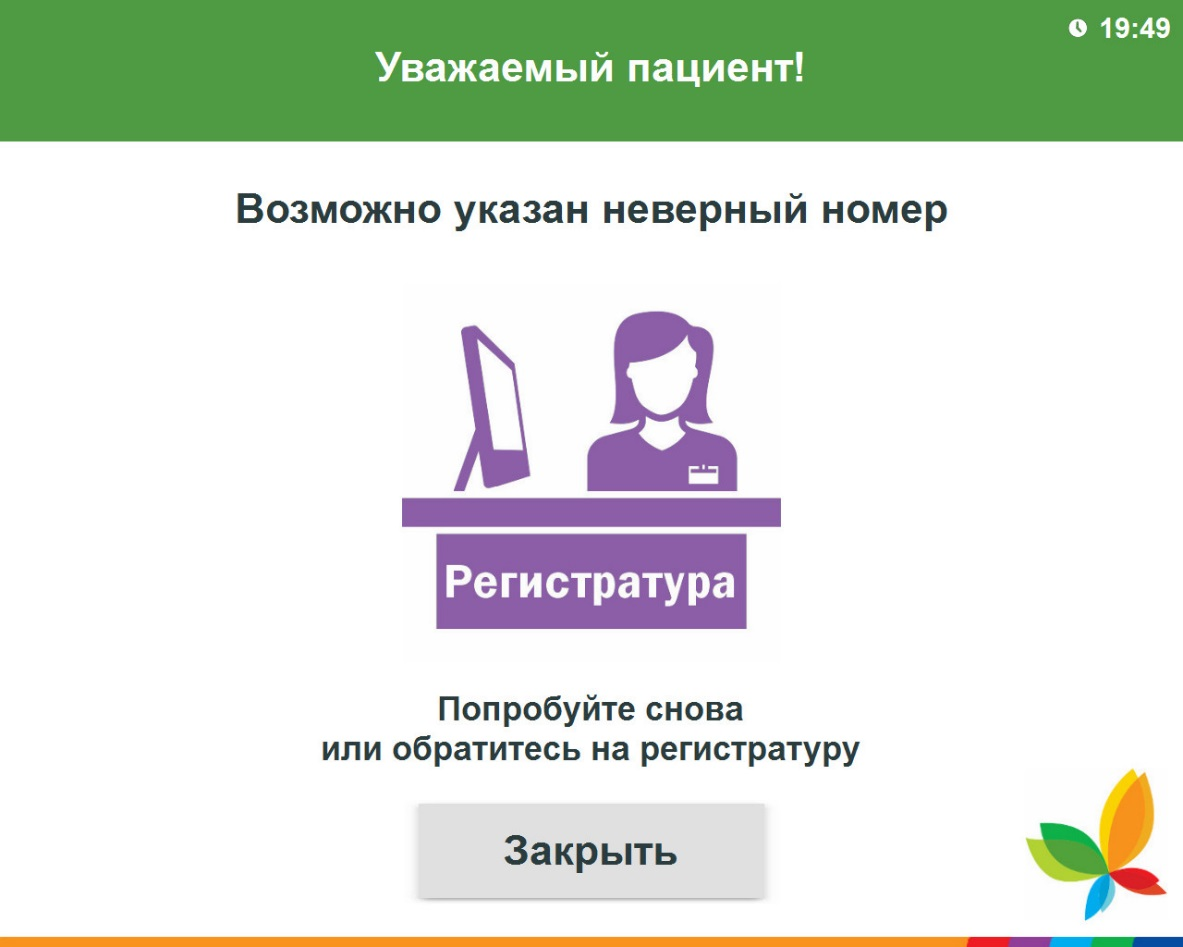 19:49
Уважаемый пациент!
Возможно указан неверный номер
Регистратура
Попробуйте снова
или обратитесь на регистратуру
Закрыть